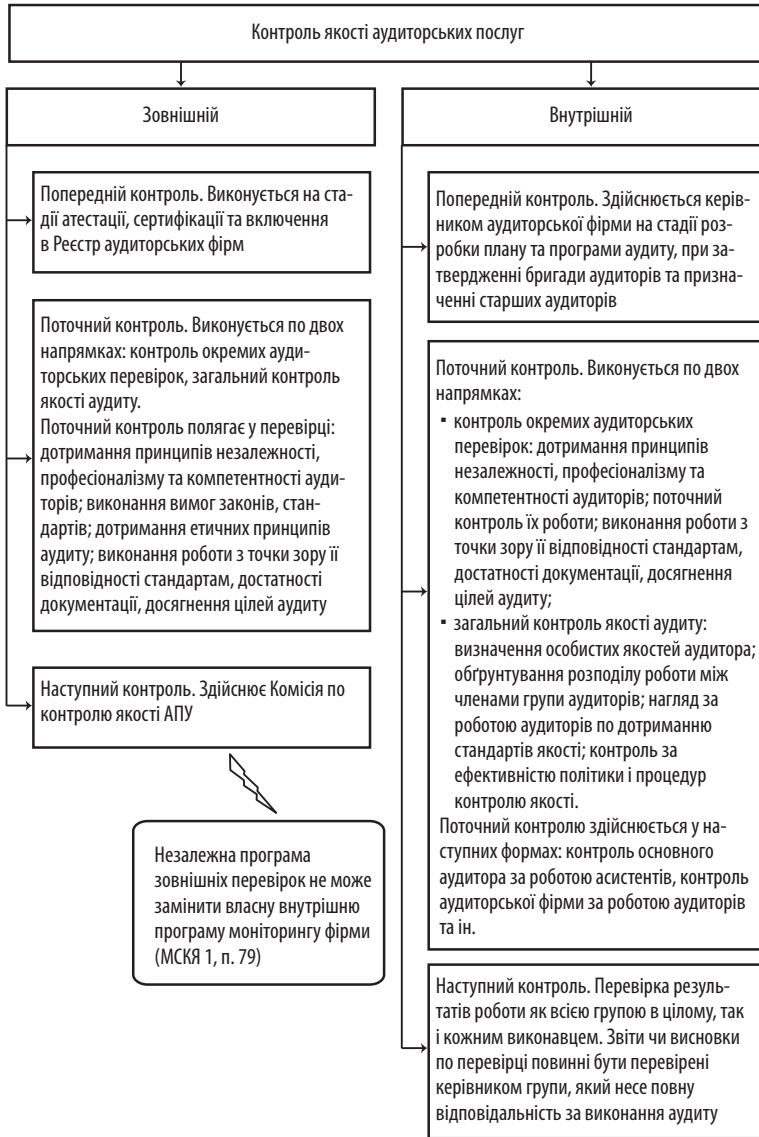 Контроль якості аудиторських послуг
Зовнішній
Попередній контроль. Виконується на ста-
дії атестації, сертифікації та включення
в Реєстр аудиторських фірм
Поточний контроль. Виконується по двох
напрямках: контроль окремих ауди-
торських перевірок, загальний контроль
якості аудиту.
Поточний контроль полягає у перевірці:
дотримання принципів незалежності,
професіоналізму та компетентності ауди-
торів; виконання вимог законів, стан-
дартів; дотримання етичних принципів
аудиту; виконання роботи з точки зору її
відповідності стандартам, достатності
документації, досягнення цілей аудиту
Наступний контроль. Здійснює Комісія по
контролю якості АПУ
Незалежна програма
зовнішніх перевірок не може
замінити власну внутрішню
програму моніторингу фірми
(МСКЯ 1, п. 79)
Внутрішній
Попередній контроль. Здійснюється керів-
ником аудиторської фірми на стадії роз-
робки плану та програми аудиту, при за-
твердженні бригади аудиторів та призна-
ченні старших аудиторів
Поточний контроль. Виконується по двох
напрямках:
▪ контроль окремих аудиторських
перевірок: дотримання принципів
незалежності, професіоналізму та
компетентності аудиторів; поточний
контроль їх роботи; виконання роботи з
точки зору її відповідності стандартам,
достатності документації, досягнення
цілей аудиту;
▪ загальний контроль якості аудиту:
визначення особистих якостей аудитора;
обґрунтування розподілу роботи між
членами групи аудиторів; нагляд за
роботою аудиторів по дотриманню
стандартів якості; контроль за
ефективністю політики і процедур
контролю якості.
Поточний контролю здійснюється у на-
ступних формах: контроль основного
аудитора за роботою асистентів, контроль
аудиторської фірми за роботою аудиторів
та ін.
Наступний контроль. Перевірка резуль-
татів роботи як всією групою в цілому, так
і кожним виконавцем. Звіти чи висновки
по перевірці повинні бути перевірені
керівником групи, який несе повну
відповідальність за виконання аудиту